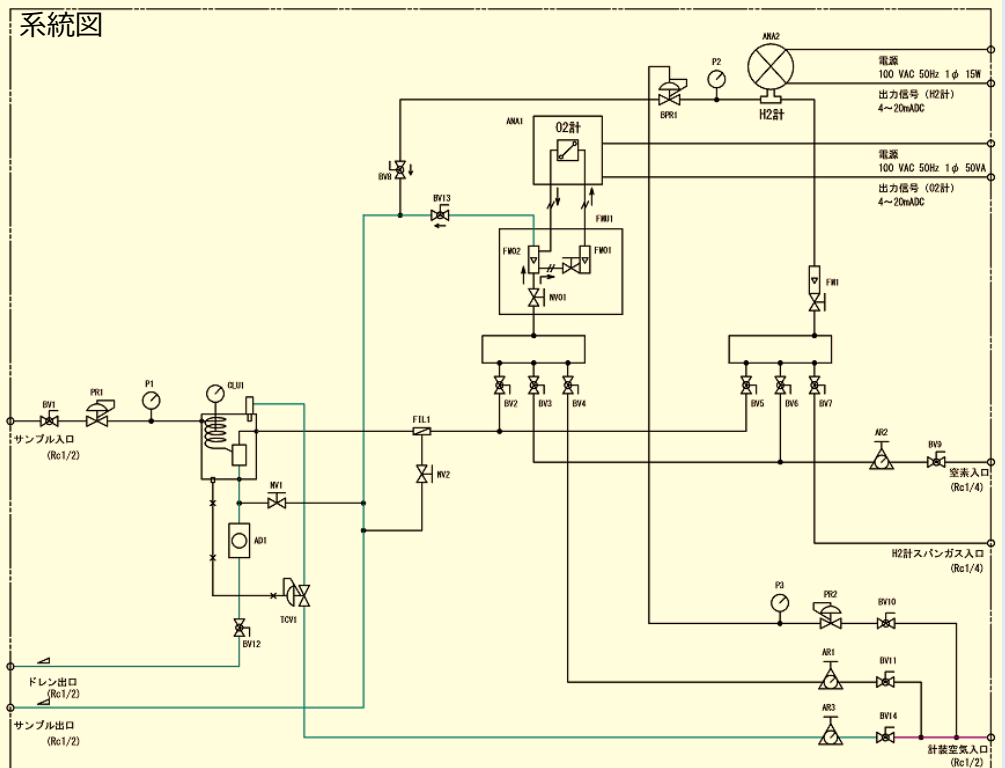 系統図
ANA2
P2
電源
100 VAC 50Hz 1φ 15W
出力信号 (H2計)
4～20mADC
BPR1
H2計
ANA1
O2計
電源
100 VAC 50Hz 1φ 50VA
出力信号 (O2計)
4～20mADC
BV8
BV13
FMU1
FMO2
FMO1
NVO1
FM1
BV2
BV3
BV4
BV5
BV6
BV7
BV1
PR1
P1
CLU1
FIL1
サンプル入口
(Rc1/2)
NV2
AR2
BV9
窒素入口
(Rc1/4)
NV1
AD1
H2計スパンガス入口
(Rc1/4)
TCV1
P3
PR2
BV10
BV12
AR1
BV11
ドレン出口
(Rc1/2)
AR3
BV14
サンプル出口
(Rc1/2)
計装空気入口
(Rc1/2)